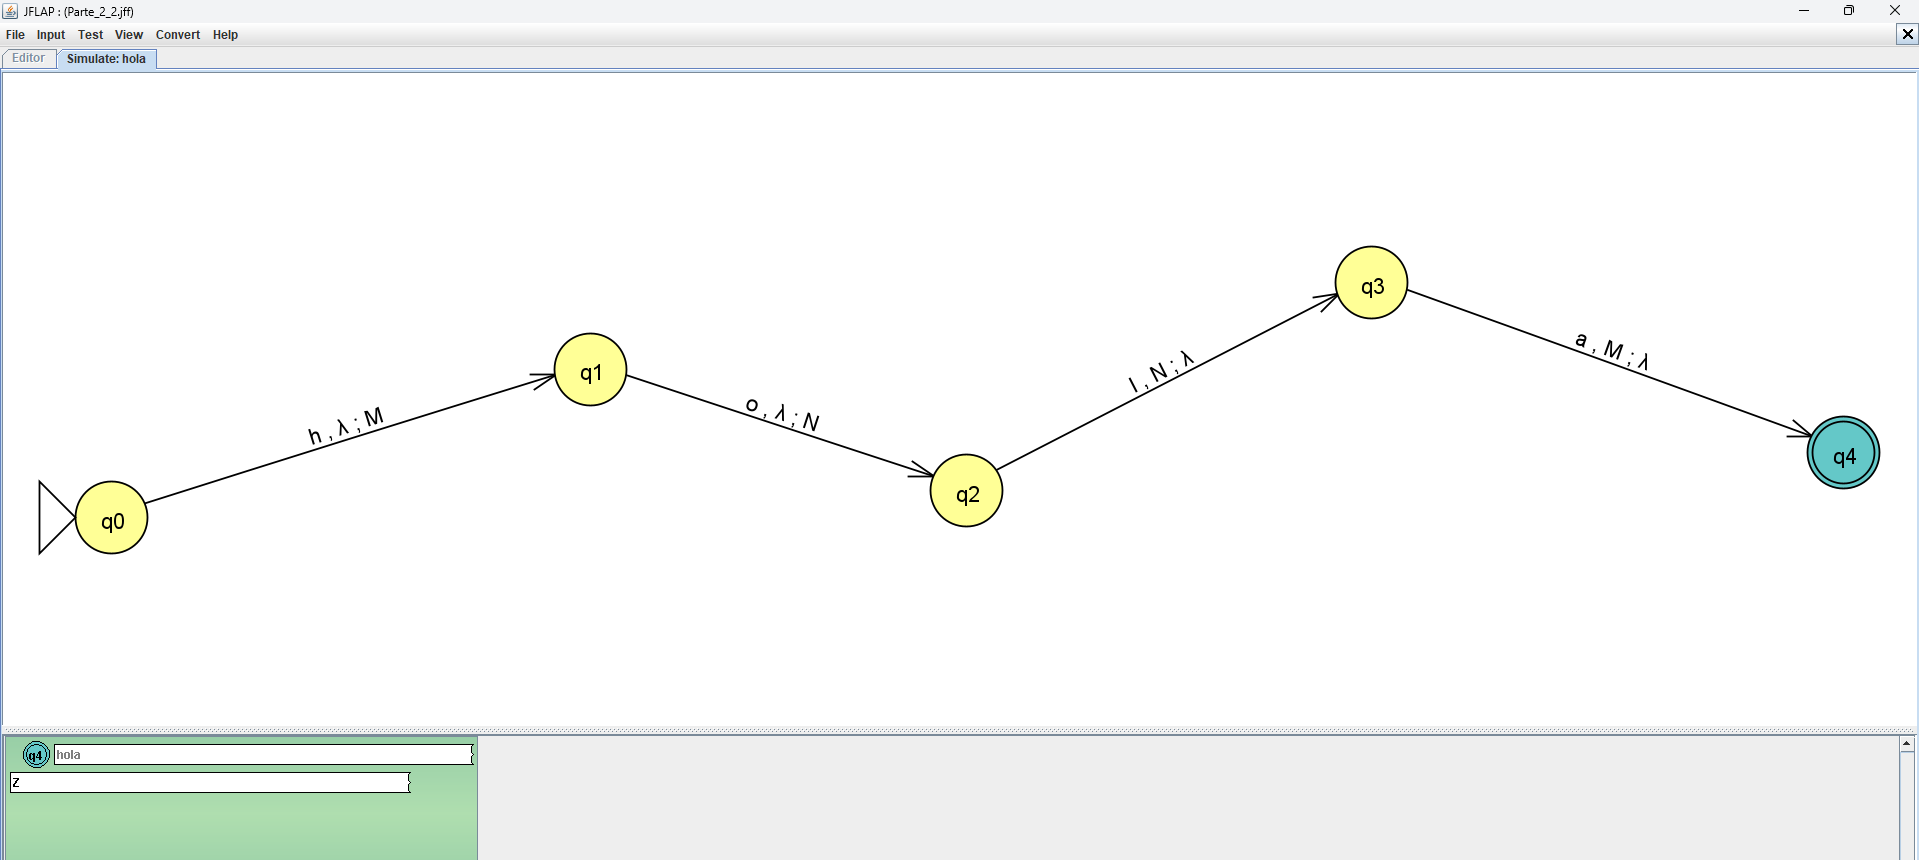 JFLAP : (Parte_2_2.jff)
File Input Test View Convert Help
Editor Simulate: hola
q3
a , M ; λ
q1
l , N ; λ
h , λ ; M
o , λ ; N
q4
q2
q0
q4 hola
Z